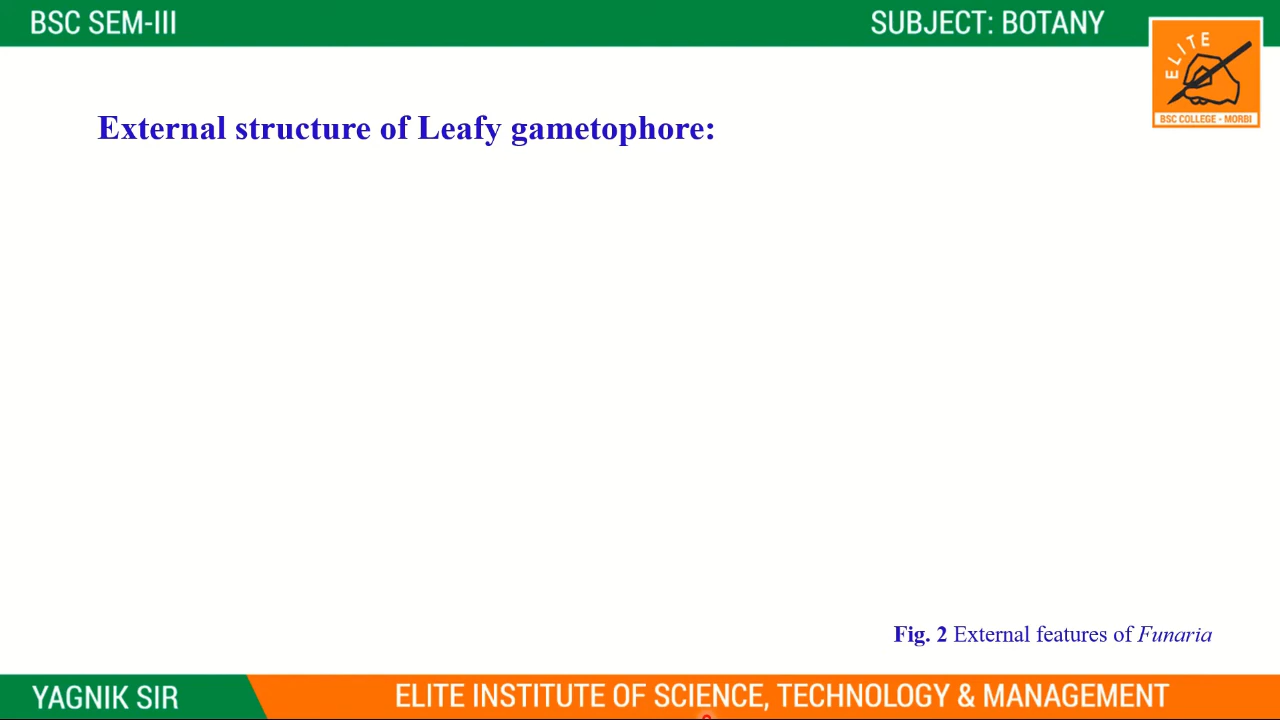 BSC SEM-III
SUBJECT: BOTANY
ELITE
BSC COLLEGE - MORBI
External structure of Leafy gametophore:
Fig. 2 External features of Funaria
YAGNIK SIR
ELITE INSTITUTE OF SCIENCE, TECHNOLOGY & MANAGEMENT